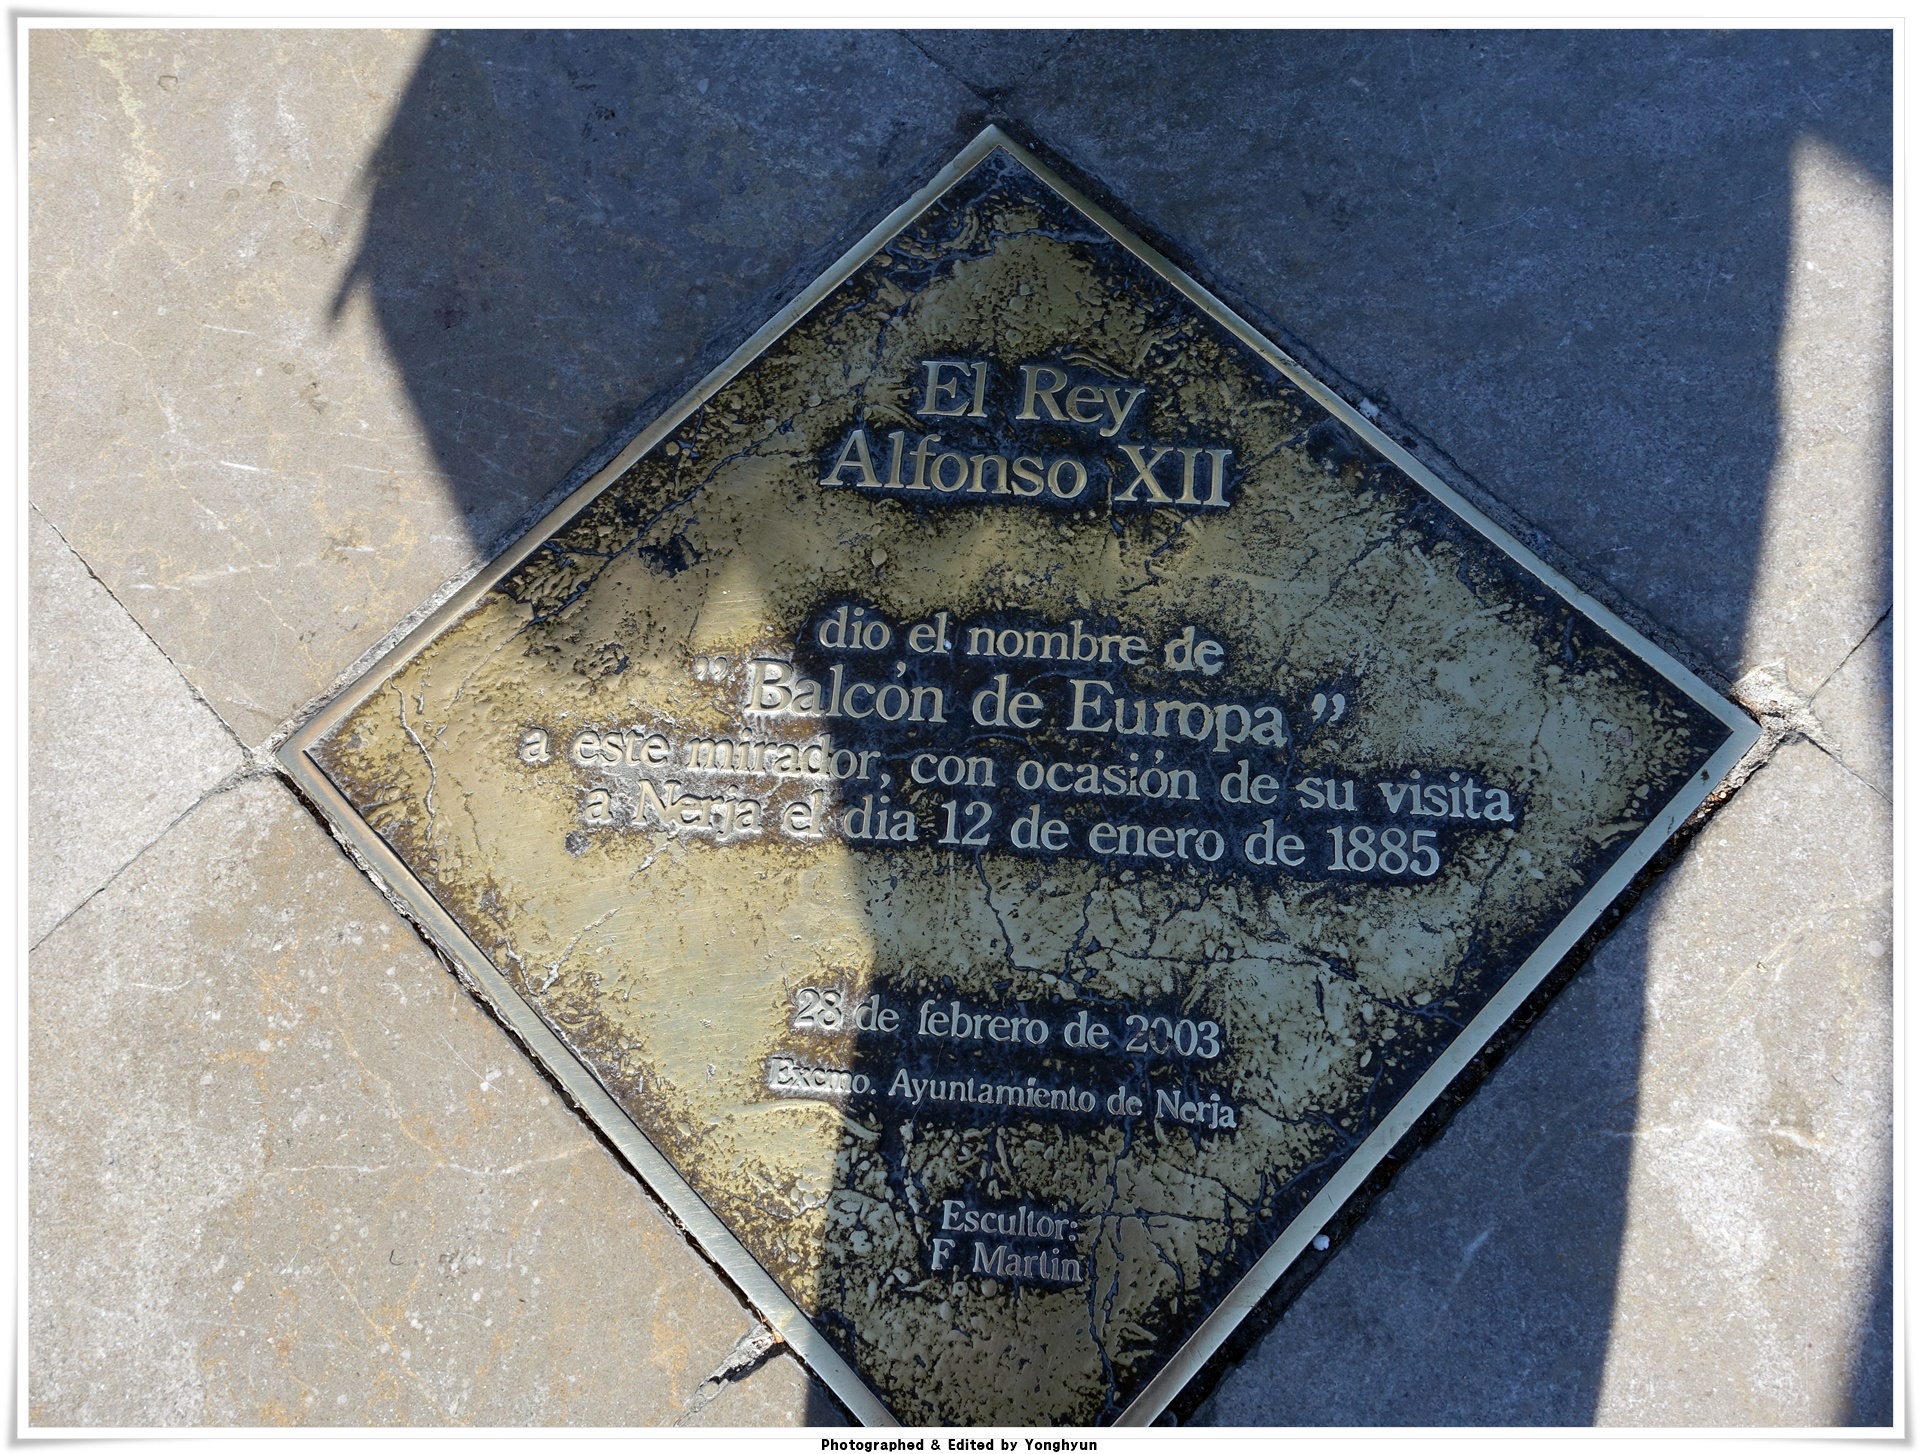 El Rey
Alfonso XII
dio el nombre de
" Balcón de Europa "
a este mirador, con ocasión de su visita
a Nerja el dia 12 de enero de 1885
28 de febrero de 2003
Excmo. Ayuntamiento de Nerja
Escultor:
F. Martin
Photographed & Edited by Yonghyun